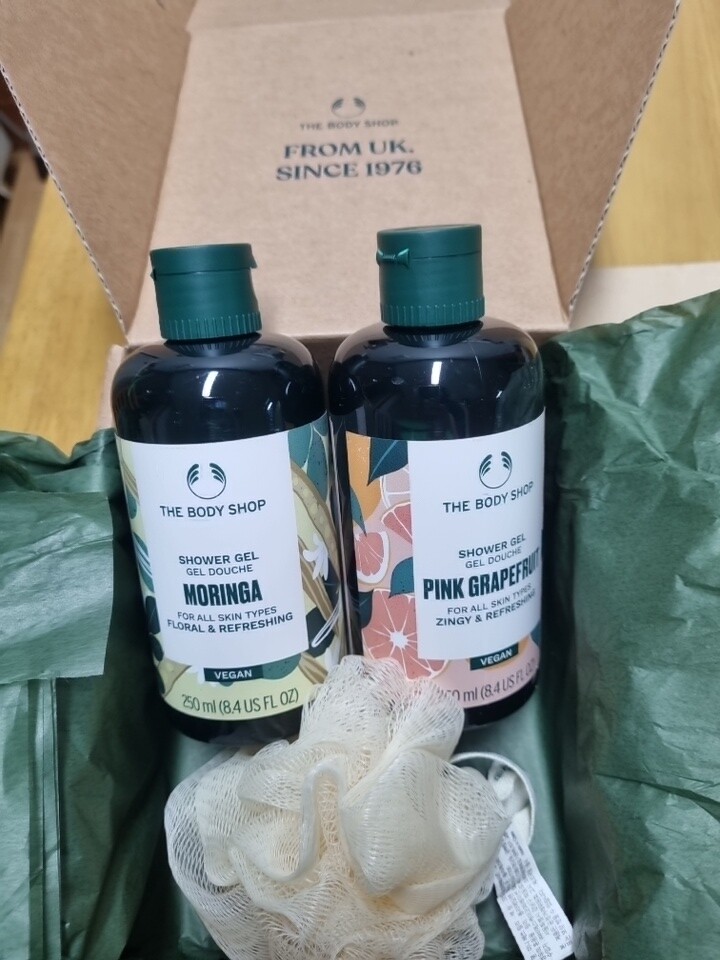 THE BODY SHOP
FROM UK.
SINCE 1976
THE BODY SHOP
SHOWER GEL
GEL DOUCHE
MORINGA
FOR ALL SKIN TYPES
FLORAL & REFRESHING
VEGAN
250 ml (8.4 US FL OZ)
THE BODY SHOP
SHOWER GEL
GEL DOUCHE
PINK GRAPEFRUIT
FOR ALL SKIN TYPES
ZINGY & REFRESHING
VEGAN
ml (8.4 US FL OZ)